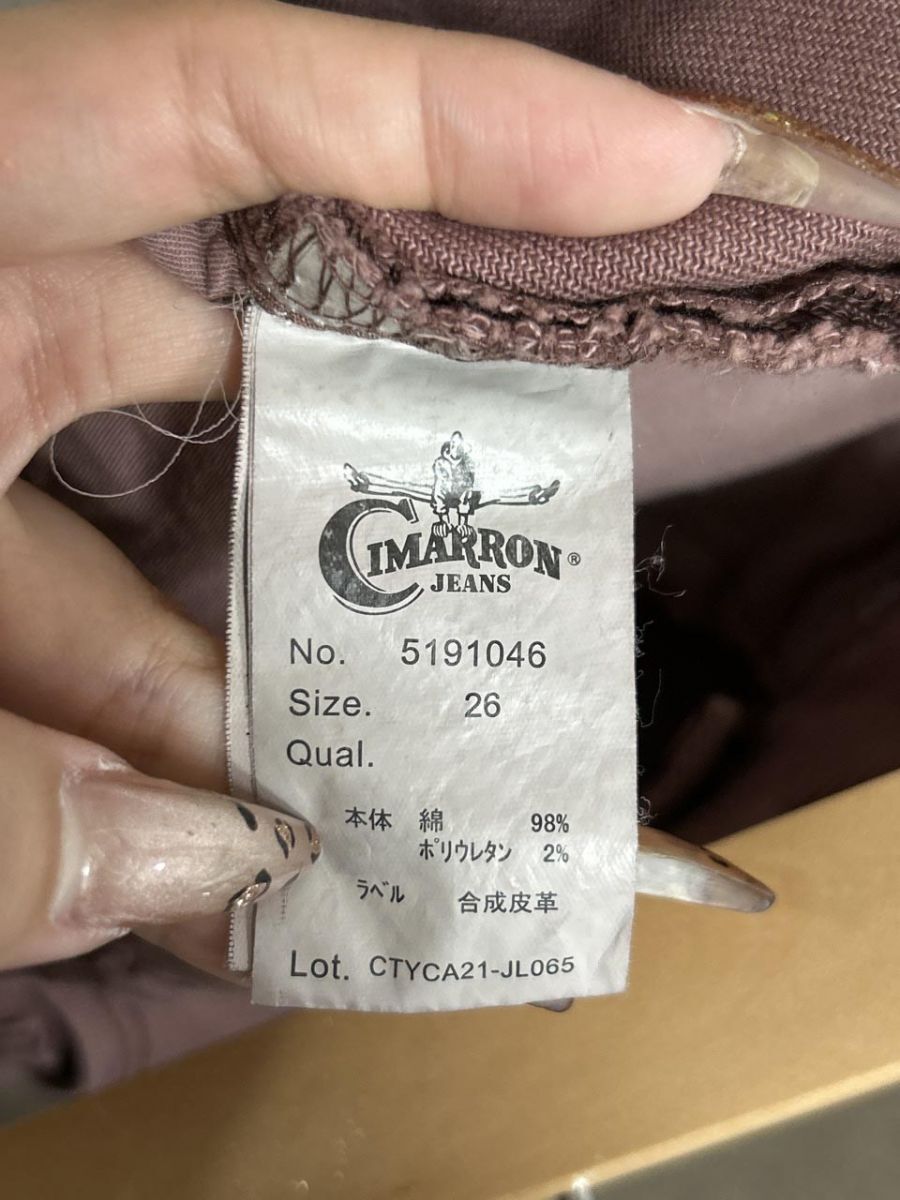 CIMARRON®
JEANS
No. 5191046
Size. 26
Qual.
本体 綿 98%
ポリウレタン 2%
ラベル 合成皮革
Lot. CTYCA21-JL065